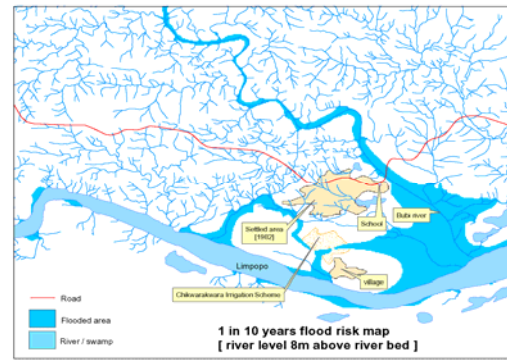 Settled area
[1982]
School
Bubi river
Limpopo
village
Chikwarakwara Irrigation Scheme
Road
Flooded area
River / swamp
1 in 10 years flood risk map
[ river level 8m above river bed ]